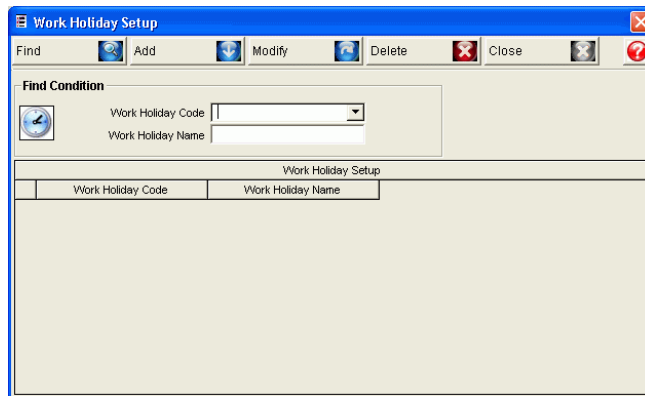 Work Holiday Setup
Find Add Modify Delete Close
Find Condition
Work Holiday Code
Work Holiday Name
Work Holiday Setup
Work Holiday Code Work Holiday Name